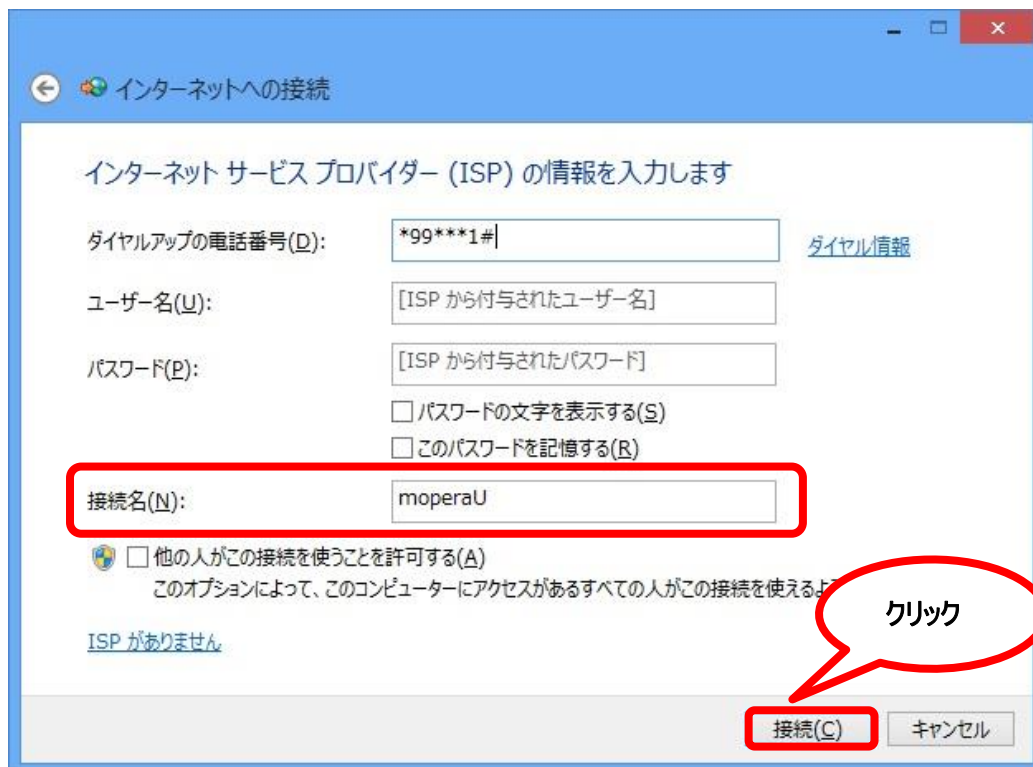 インターネットへの接続
インターネット サービス プロバイダー (ISP) の情報を入力します
ダイヤルアップの電話番号(D): *99***1# ダイヤル情報
ユーザー名(U): [ISP から付与されたユーザー名]
パスワード(P): [ISP から付与されたパスワード]
パスワードの文字を表示する(S)
このパスワードを記憶する(R)
接続名(N): moperaU
他の人がこの接続を使うことを許可する(A)
このオプションによって、このコンピューターにアクセスがあるすべての人がこの接続を使えるよ
クリック
ISP がありません
接続(C) キャンセル